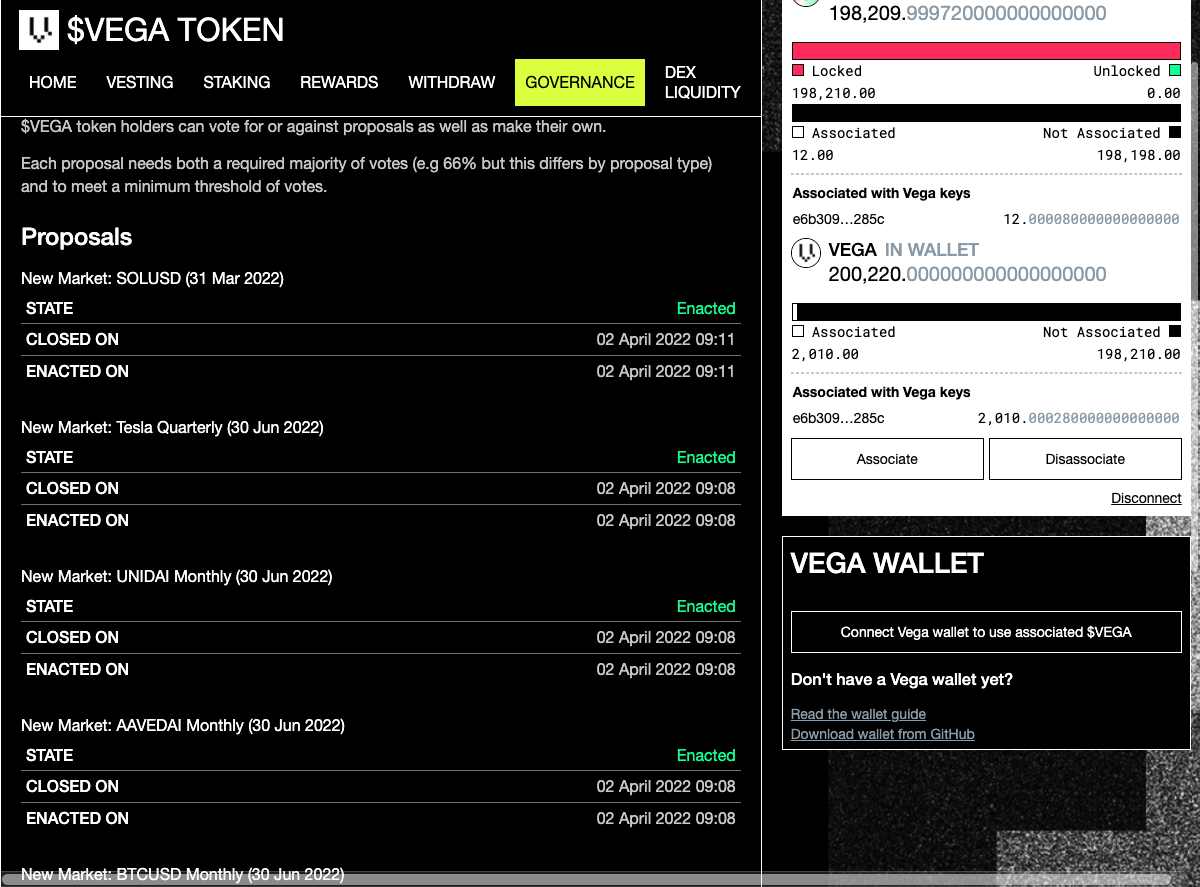 $VEGA TOKEN
HOME VESTING STAKING REWARDS WITHDRAW GOVERNANCE DEX LIQUIDITY
$VEGA token holders can vote for or against proposals as well as make their own.
Each proposal needs both a required majority of votes (e.g 66% but this differs by proposal type)
and to meet a minimum threshold of votes.
Proposals
New Market: SOLUSD (31 Mar 2022)
STATE Enacted
CLOSED ON 02 April 2022 09:11
ENACTED ON 02 April 2022 09:11
New Market: Tesla Quarterly (30 Jun 2022)
STATE Enacted
CLOSED ON 02 April 2022 09:08
ENACTED ON 02 April 2022 09:08
New Market: UNIDAI Monthly (30 Jun 2022)
STATE Enacted
CLOSED ON 02 April 2022 09:08
ENACTED ON 02 April 2022 09:08
New Market: AAVEDAI Monthly (30 Jun 2022)
STATE Enacted
CLOSED ON 02 April 2022 09:08
ENACTED ON 02 April 2022 09:08
New Market: BTCUSD Monthly (30 Jun 2022)
198,209.999720000000000000
Locked Unlocked
198,210.00 0.00
Associated Not Associated
12.00 198,198.00
Associated with Vega keys
e6b309…285c 12.000080000000000000
VEGA IN WALLET
200,220.000000000000000000
Associated Not Associated
2,010.00 198,210.00
Associated with Vega keys
e6b309…285c 2,010.000280000000000000
Associate Disassociate
Disconnect
VEGA WALLET
Connect Vega wallet to use associated $VEGA
Don't have a Vega wallet yet?
Read the wallet guide
Download wallet from GitHub